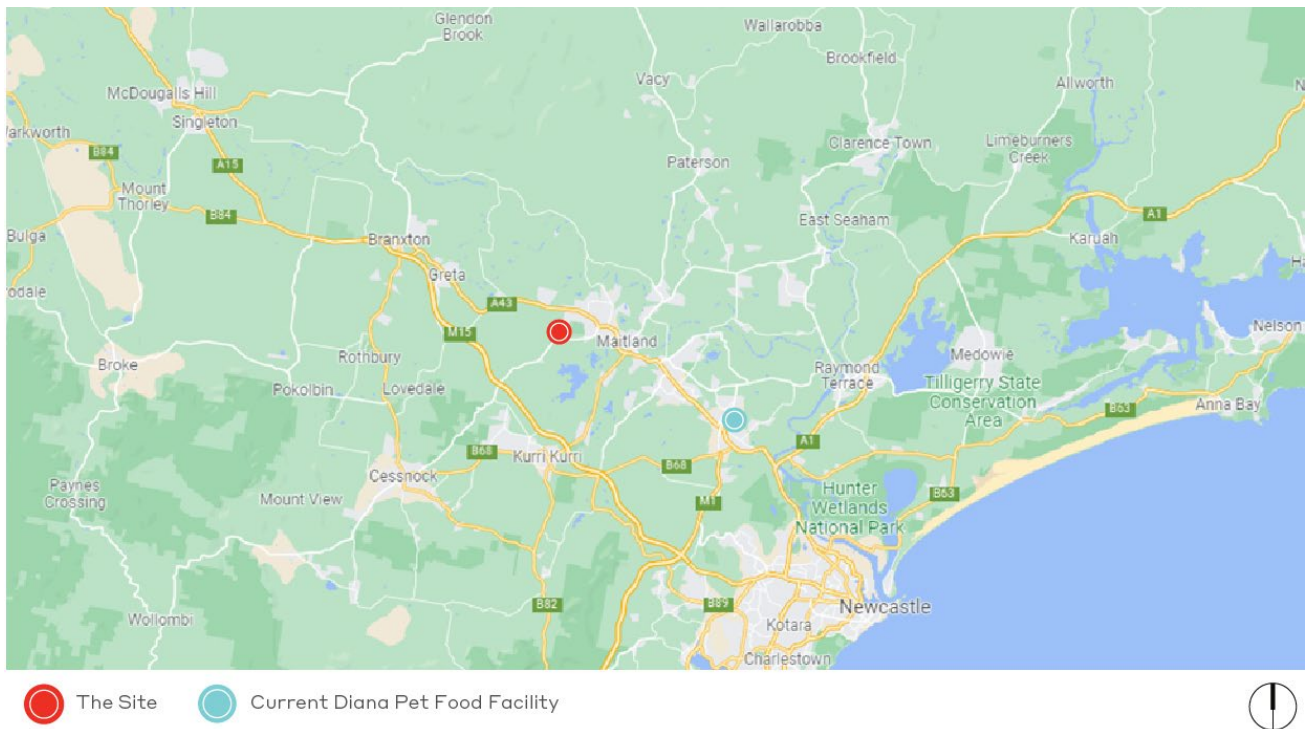 Glendon
Brook
Wallarobba
Brookfield
Allworth
McDougalls Hill
Vacy
Singleton
Clarence Town
Limeburners
Creek
B84
A15
Paterson
Mount
Thorley
B84
East Seaham
A1
Bulga
Branxton
Karuah
Greta
A43
M15
Maitland
Nelson
Rothbury
Broke
Pokolbin
Lovedale
Raymond
Terrace
Medowie
Tilligerry State
Conservation
Area
B63
Anna Bay
A1
B68
Kurri Kurri
B68
Cessnock
Paynes
Crossing
Mount View
M1
Hunter
Wetlands
National Park
B63
B82
B89
Newcastle
Wollombi
Kotara
Charlestown
The Site
Current Diana Pet Food Facility